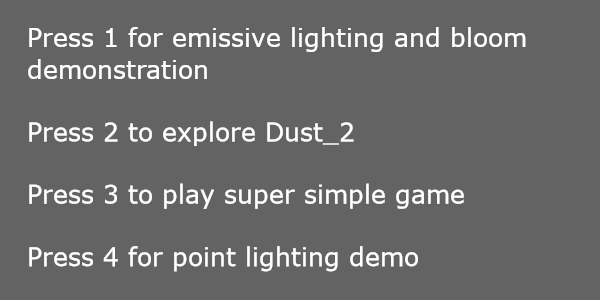 Press 1 for emissive lighting and bloom
demonstration
Press 2 to explore Dust_2
Press 3 to play super simple game
Press 4 for point lighting demo